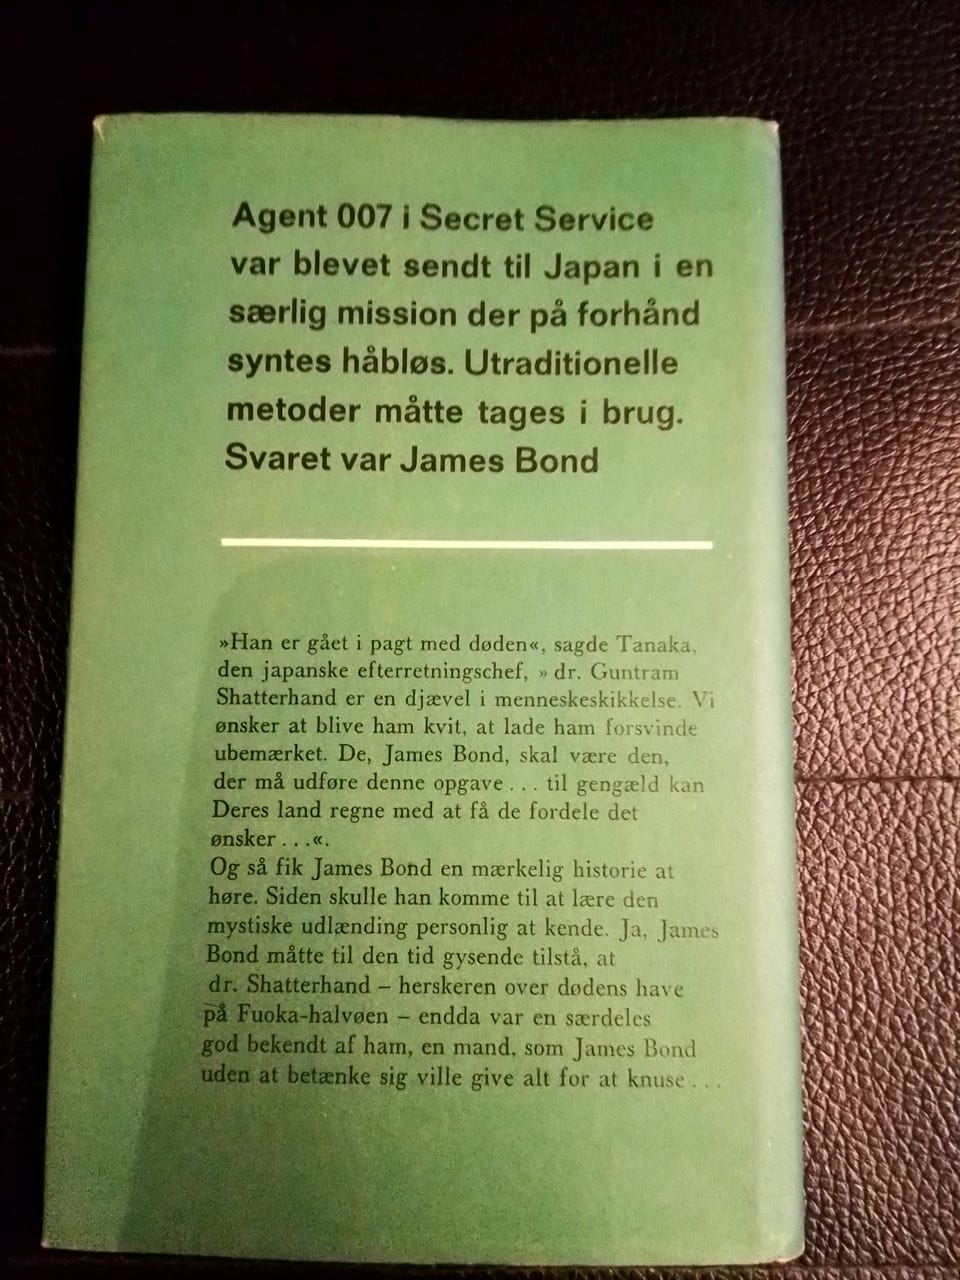 Agent 007 i Secret Service
var blevet sendt til Japan i en
særlig mission der på forhånd
syntes håbløs. Utraditionelle
metoder måtte tages i brug.
Svaret var James Bond
»Han er gået i pagt med døden«, sagde Tanaka,
den japanske efterretningschef, » dr. Guntram
Shatterhand er en djævel i menneskeskikkelse. Vi
ønsker at blive ham kvit, at lade ham forsvinde
ubemærket. De, James Bond, skal være den,
der må udføre denne opgave . . . til gengæld kan
Deres land regne med at få de fordele det
ønsker . . .«.
Og så fik James Bond en mærkelig historie at
høre. Siden skulle han komme til at lære den
mystiske udlænding personlig at kende. Ja, James
Bond måtte til den tid gysende tilstå, at
dr. Shatterhand – herskeren over dødens have
på Fuoka-halvøen – endda var en særdeles
god bekendt af ham, en mand, som James Bond
uden at betænke sig ville give alt for at knuse . . .